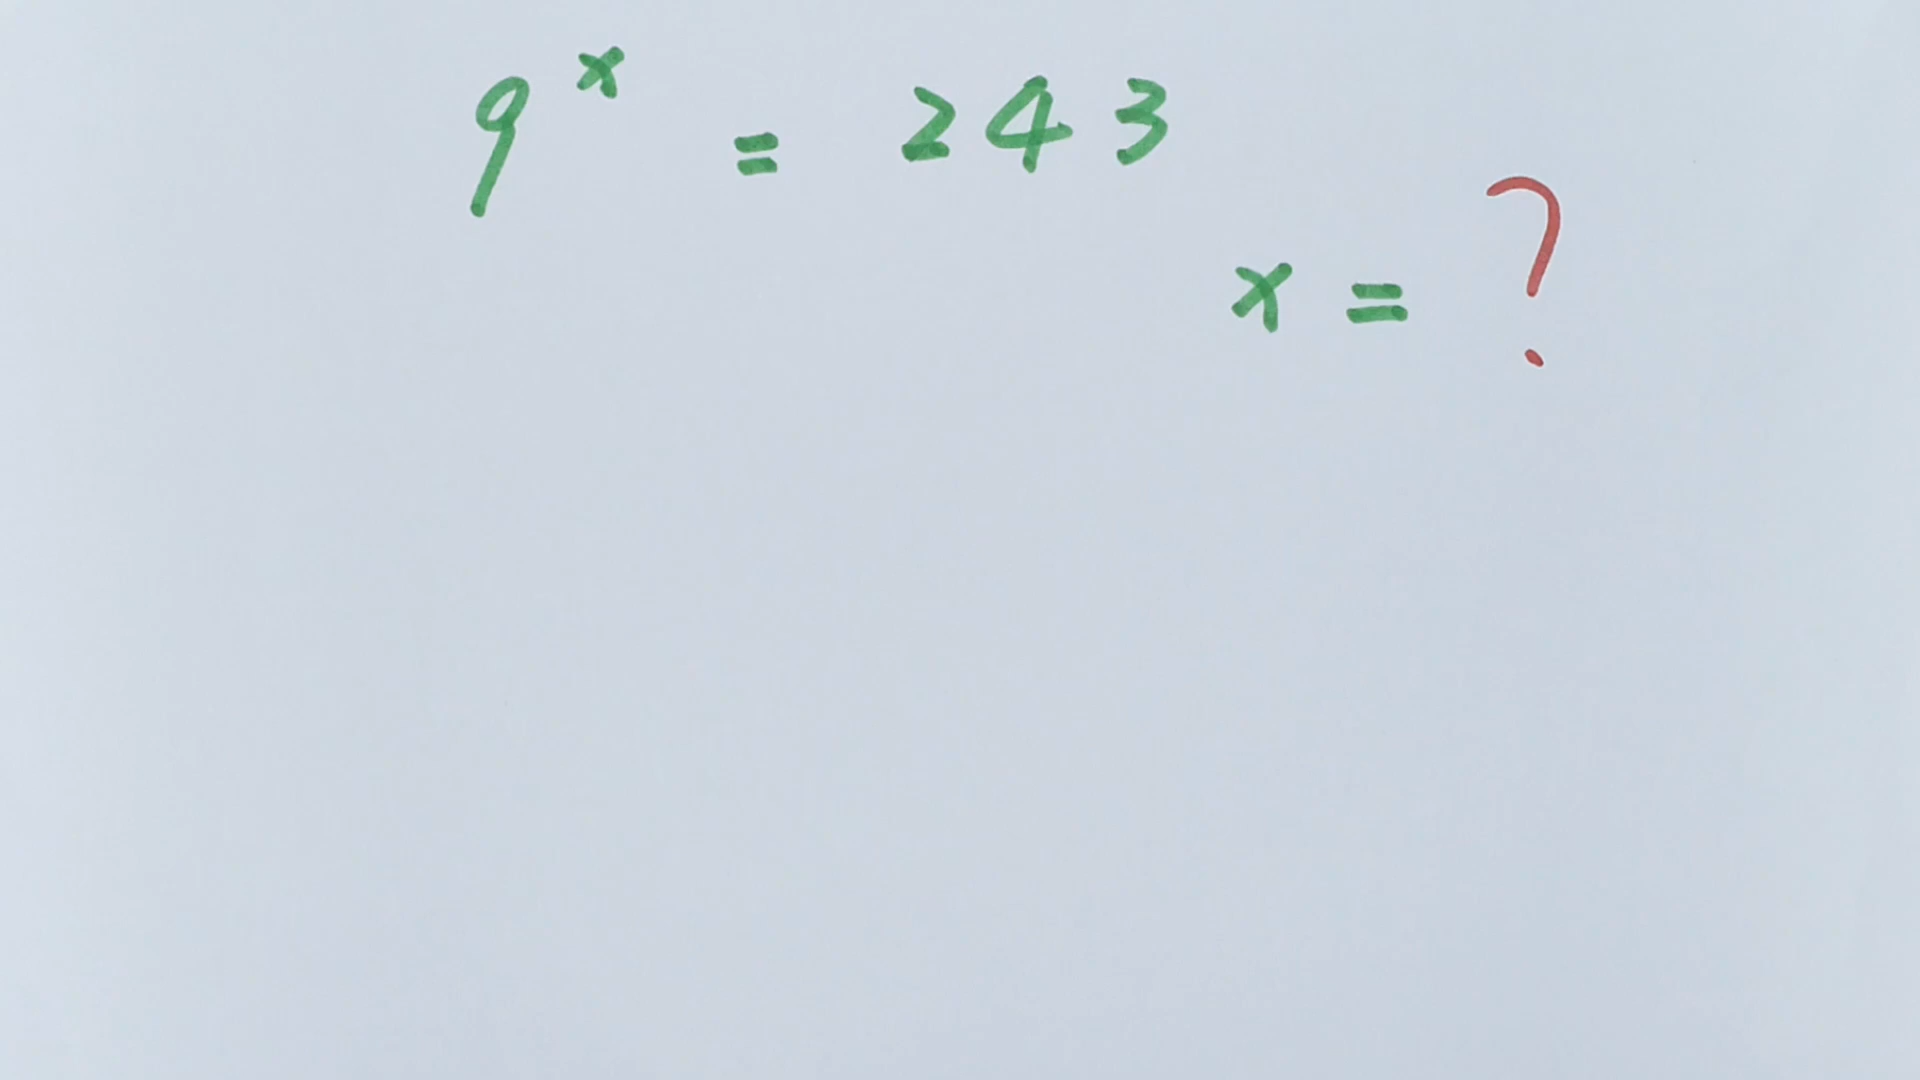 9^x = 243
x = ?